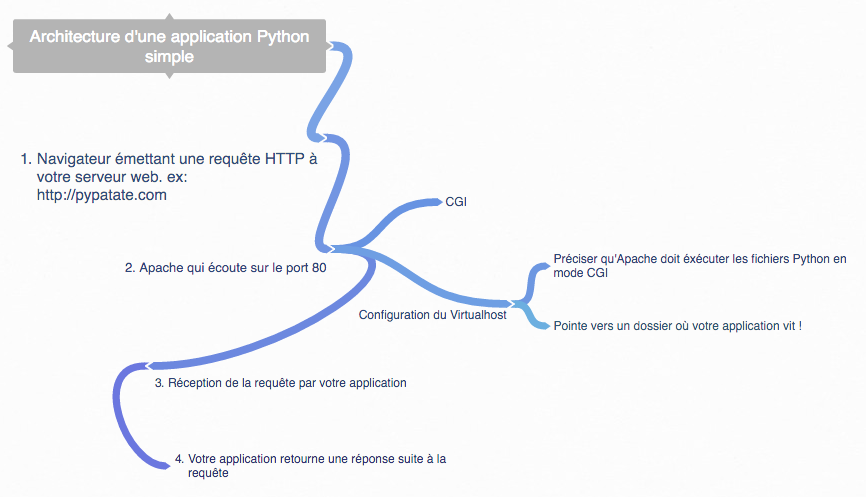 Architecture d'une application Python
simple
1. Navigateur émettant une requête HTTP à
votre serveur web. ex:
http://pypatate.com
CGI
2. Apache qui écoute sur le port 80
Préciser qu'Apache doit éxécuter les fichiers Python en
mode CGI
Configuration du Virtualhost
Pointe vers un dossier où votre application vit !
3. Réception de la requête par votre application
4. Votre application retourne une réponse suite à la
requête